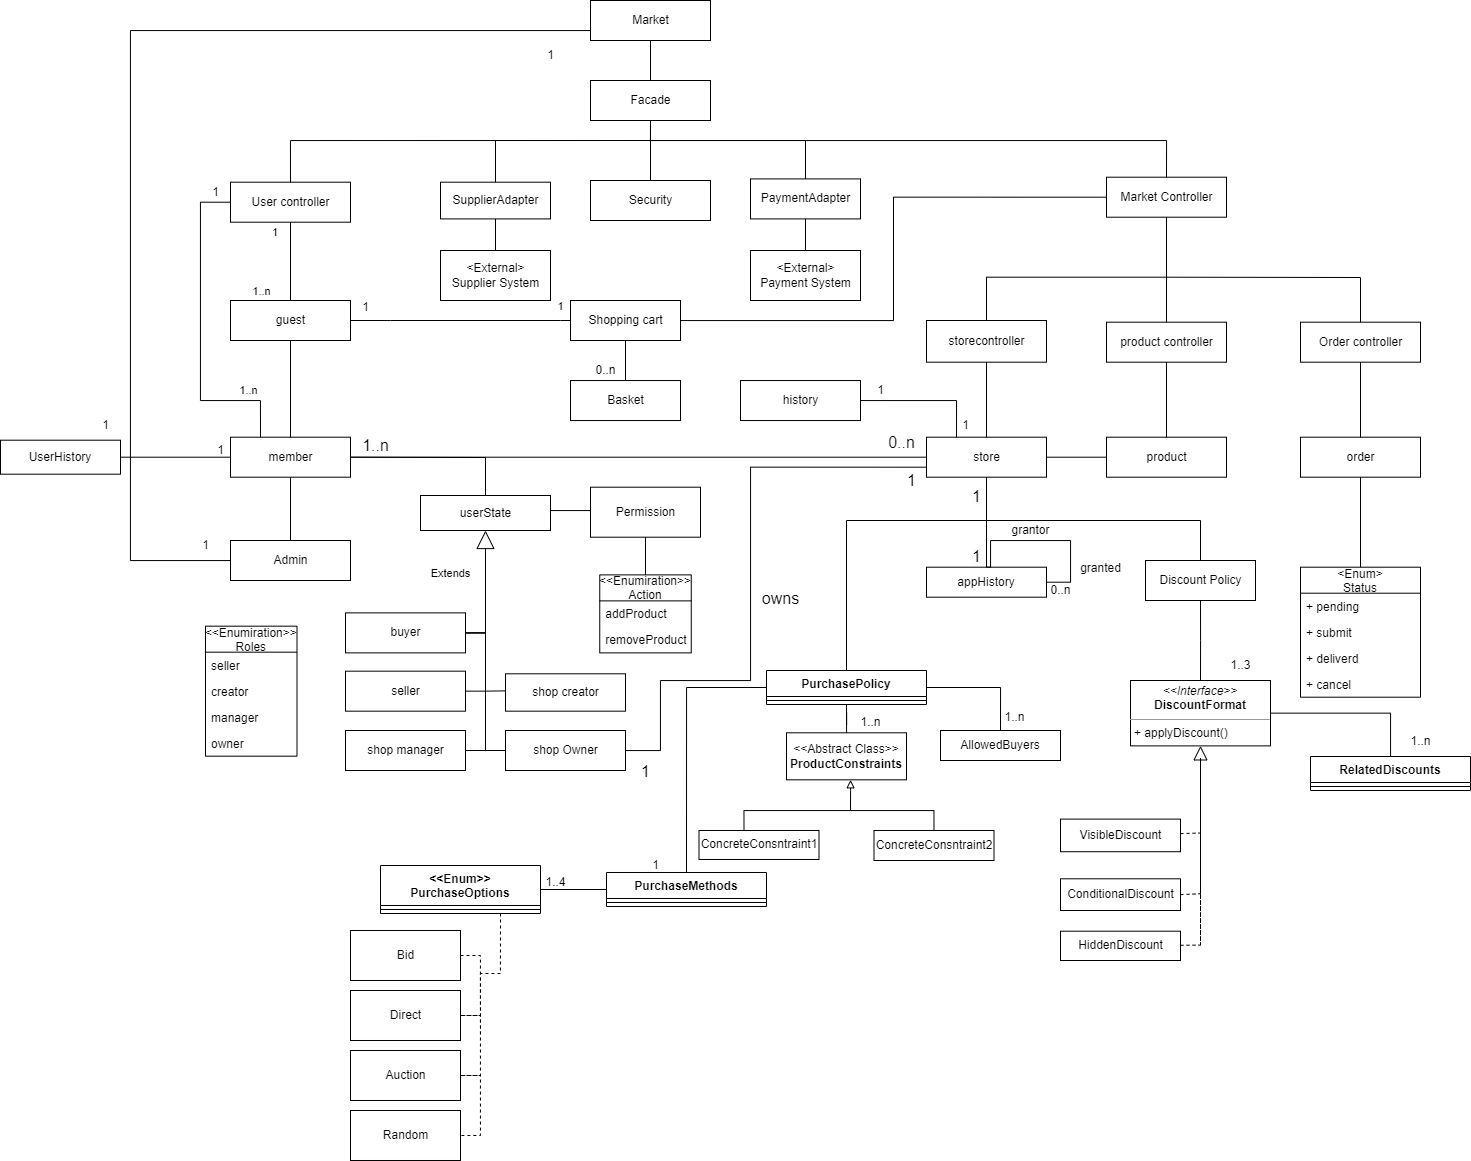 Market
1
Facade
User controller
SupplierAdapter
Security
PaymentAdapter
Market Controller
1
1
<External>
Supplier System
<External>
Payment System
1..n
guest
1
1
Shopping cart
storecontroller
product controller
Order controller
0..n
Basket
history
1
1..n
1
1
UserHistory
1
member
1..n
0..n
store
product
order
1
1
userState
Permission
grantor
1
Admin
Extends
1
appHistory
granted
0..n
Discount Policy
<<Enumiration>>
Action
addProduct
removeProduct
<Enum>
Status
+ pending
+ submit
+ deliverd
+ cancel
owns
<<Enumiration>>
Roles
seller
creator
manager
owner
buyer
seller
shop creator
shop manager
shop Owner
1
PurchasePolicy
1..n
1..n
<<Abstract Class>>
ProductConstraints
AllowedBuyers
1..3
<<Interface>>
DiscountFormat
+ applyDiscount()
1..n
RelatedDiscounts
ConcreteConsntraint1
ConcreteConsntraint2
VisibleDiscount
ConditionalDiscount
HiddenDiscount
<<Enum>>
PurchaseOptions
1..4
1
PurchaseMethods
Bid
Direct
Auction
Random